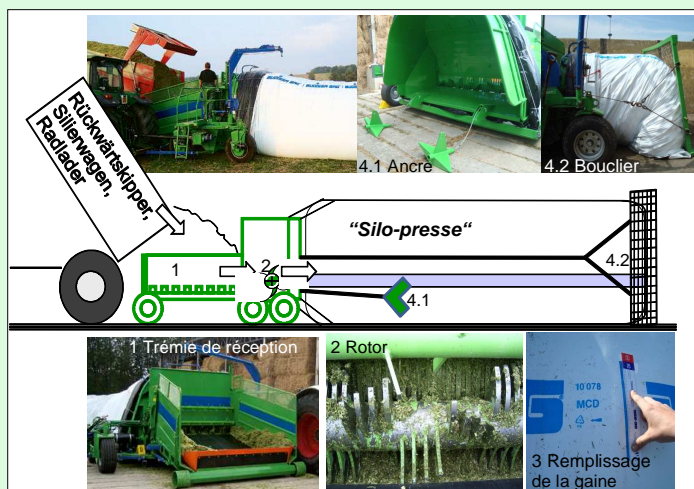 4.1 Ancre
4.2 Bouclier
Rückwärtskipper,
Silierwagen,
Radlader
“Silo-presse“
1
2
4.2
4.1
1 Trémie de réception
2 Rotor
10 078
MCD
3 Remplissage
de la gaine